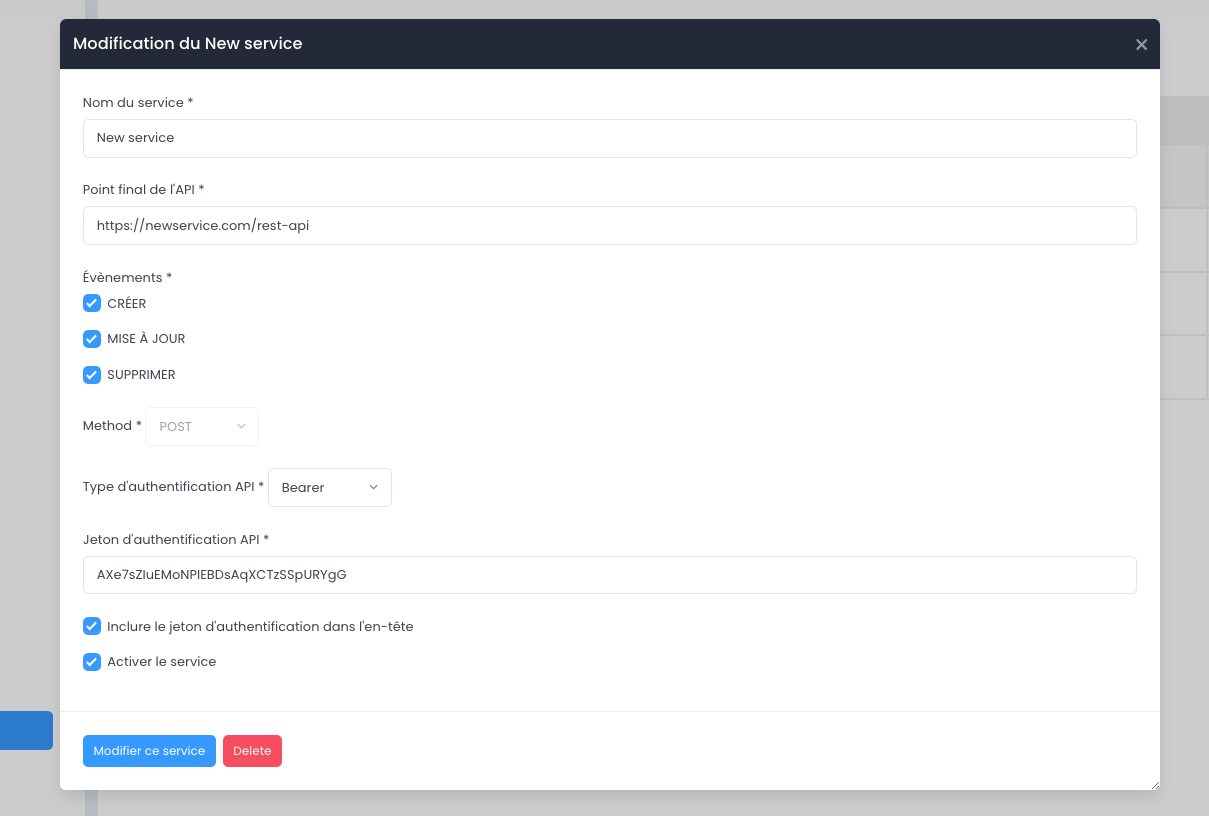 Modification du New service
Nom du service *
New service
Point final de l'API *
https://newservice.com/rest-api
Évènements *
CRÉER
MISE À JOUR
SUPPRIMER
Method * POST
Type d'authentification API * Bearer
Jeton d'authentification API *
AXe7sZIuEMoNPIEBDsAqXCTzSSpURYgG
Inclure le jeton d'authentification dans l'en-tête
Activer le service
Modifier ce service Delete